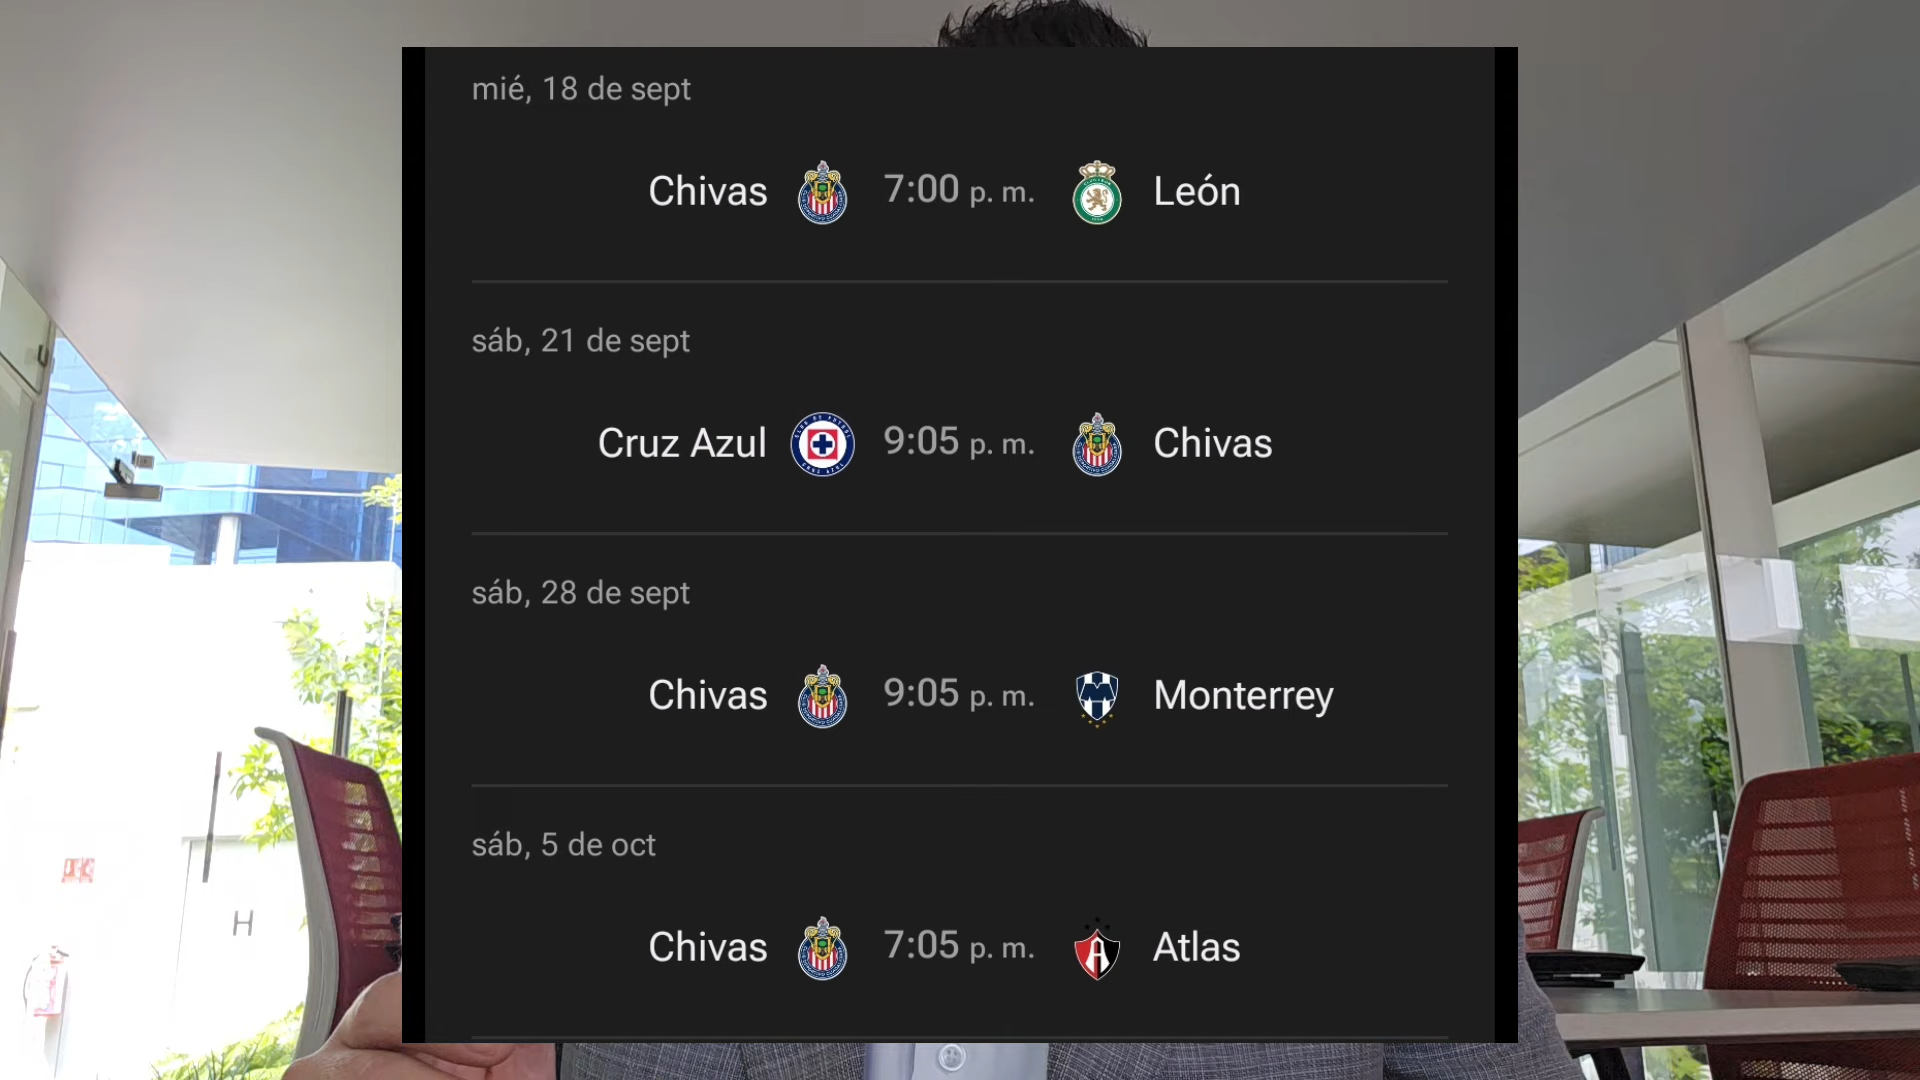 mié, 18 de sept
Chivas 7:00 p. m. León
sáb, 21 de sept
Cruz Azul 9:05 p. m. Chivas
sáb, 28 de sept
Chivas 9:05 p. m. Monterrey
sáb, 5 de oct
Chivas 7:05 p. m. Atlas
H